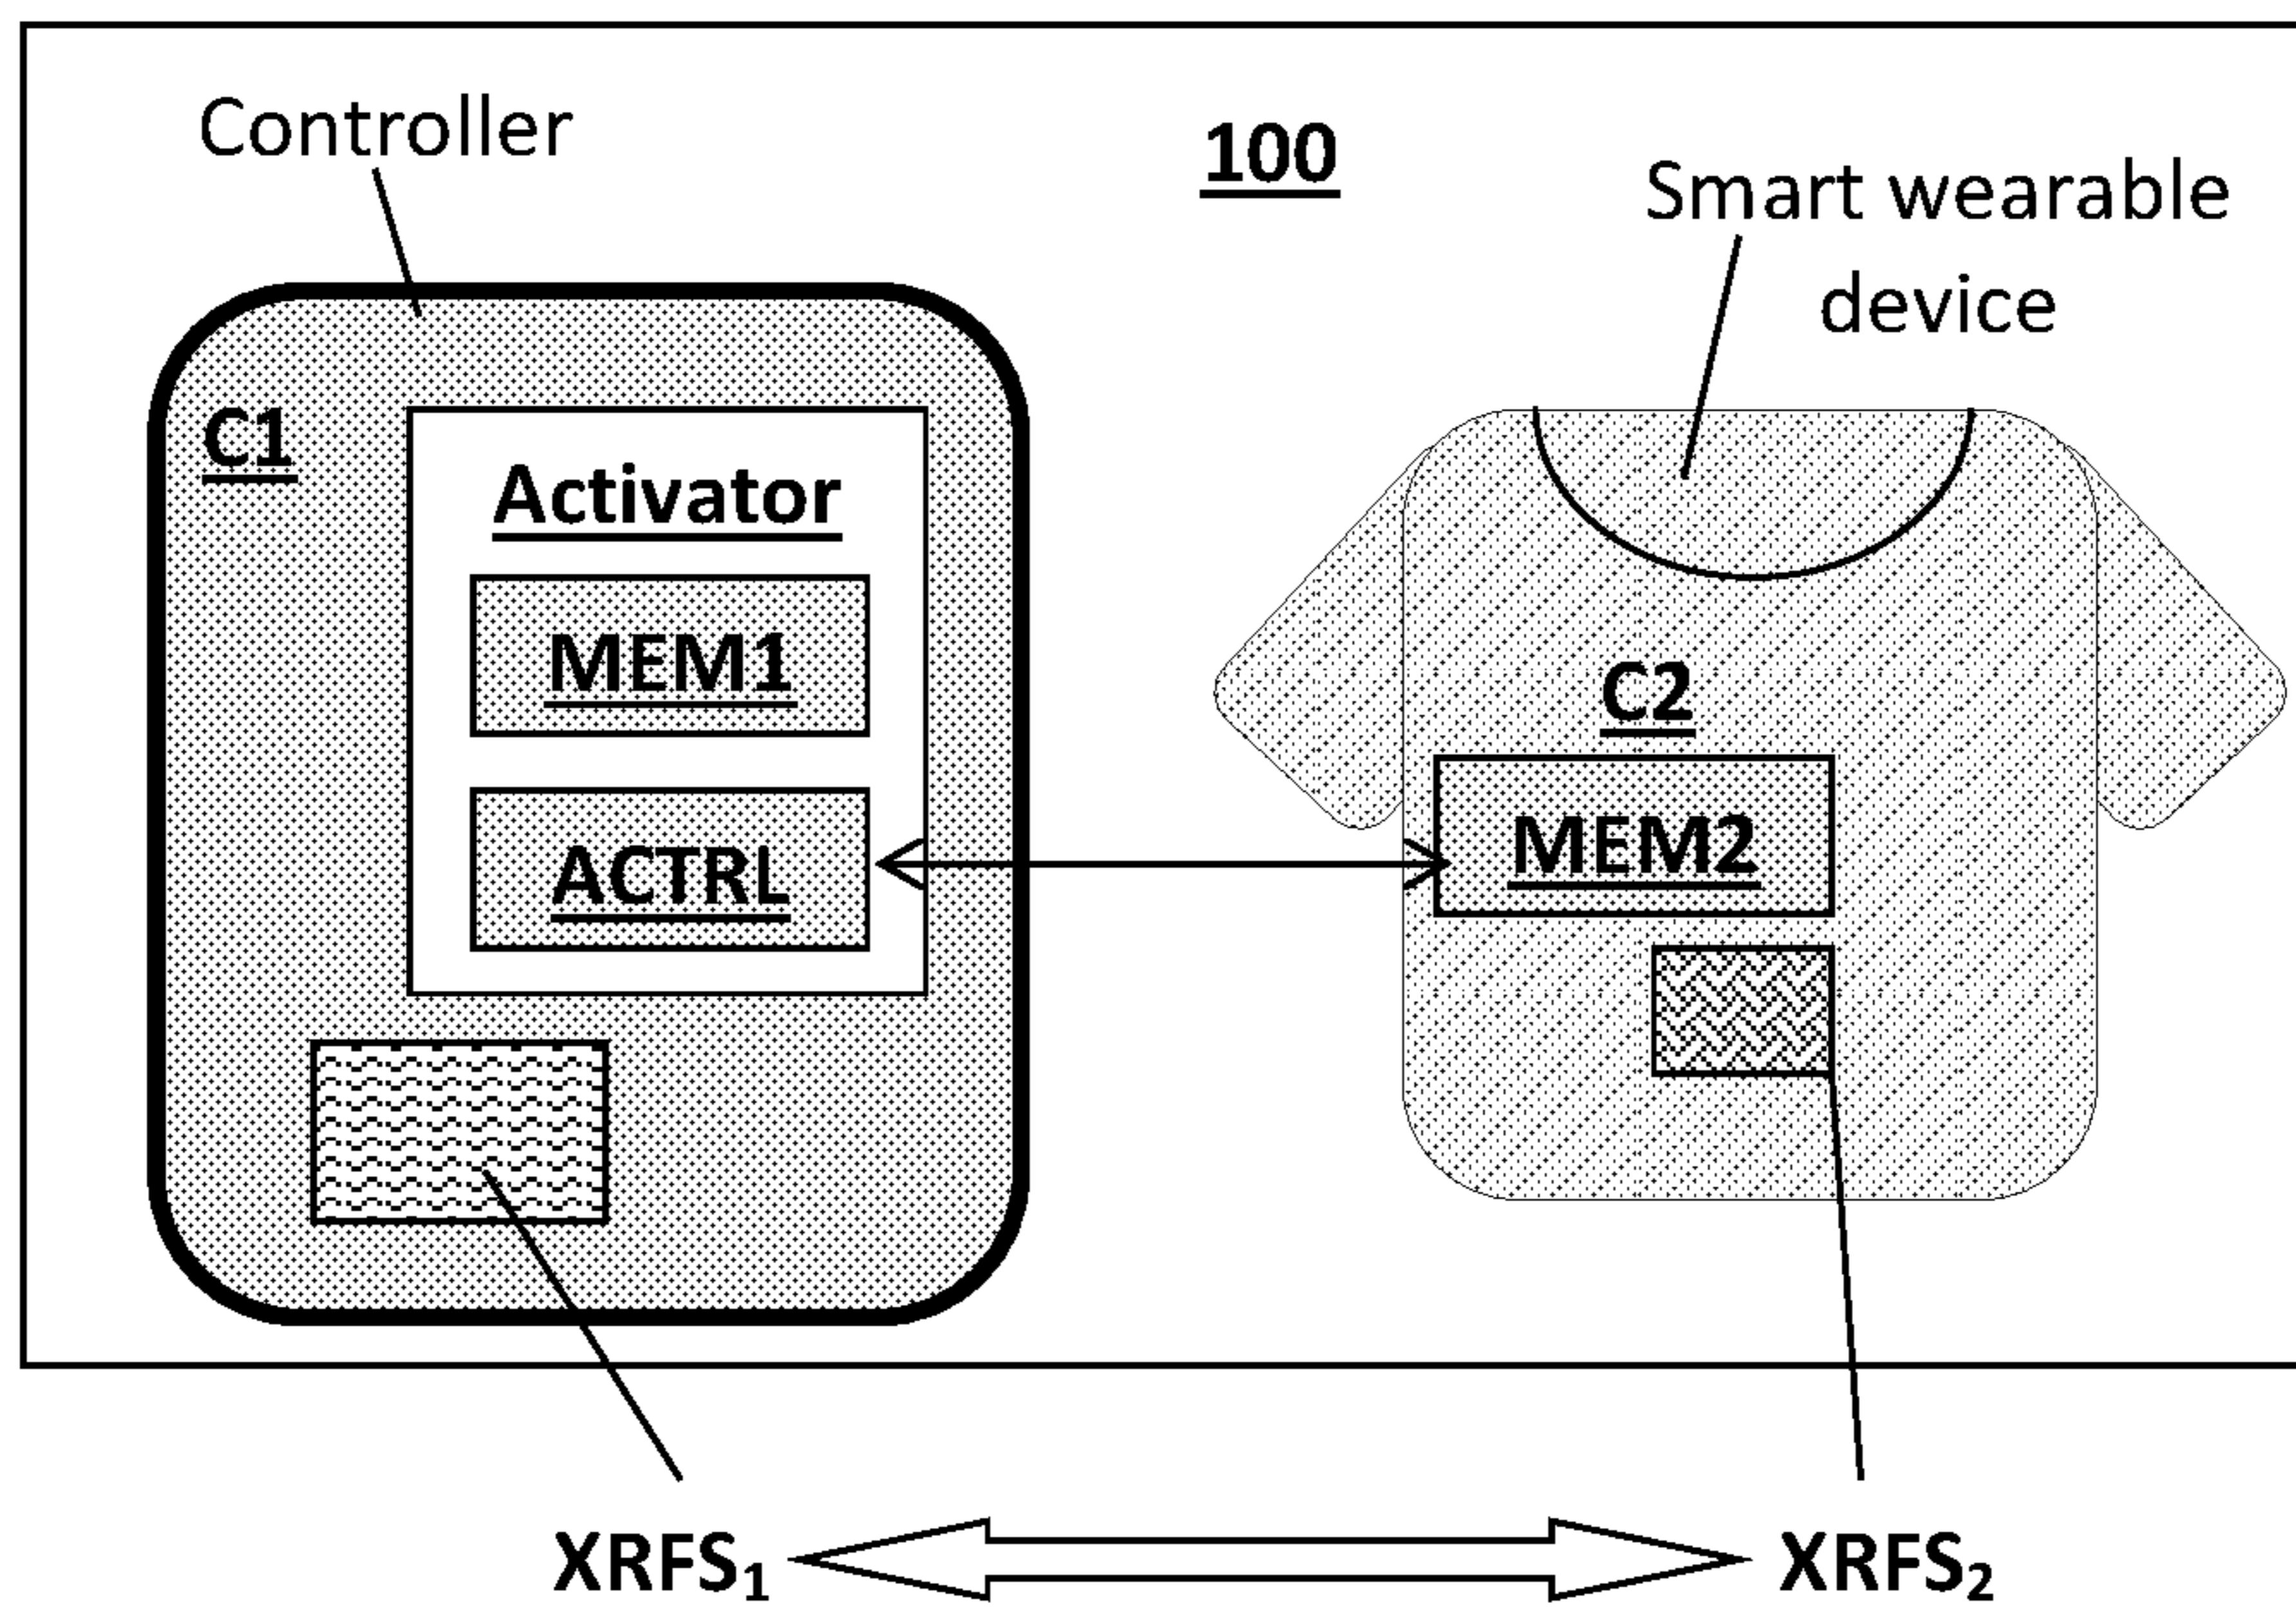 Controller
100
Smart wearable
device
C1
Activator
MEM1
C2
MEM2
ACTRL
XRFS₁
XRFS₂